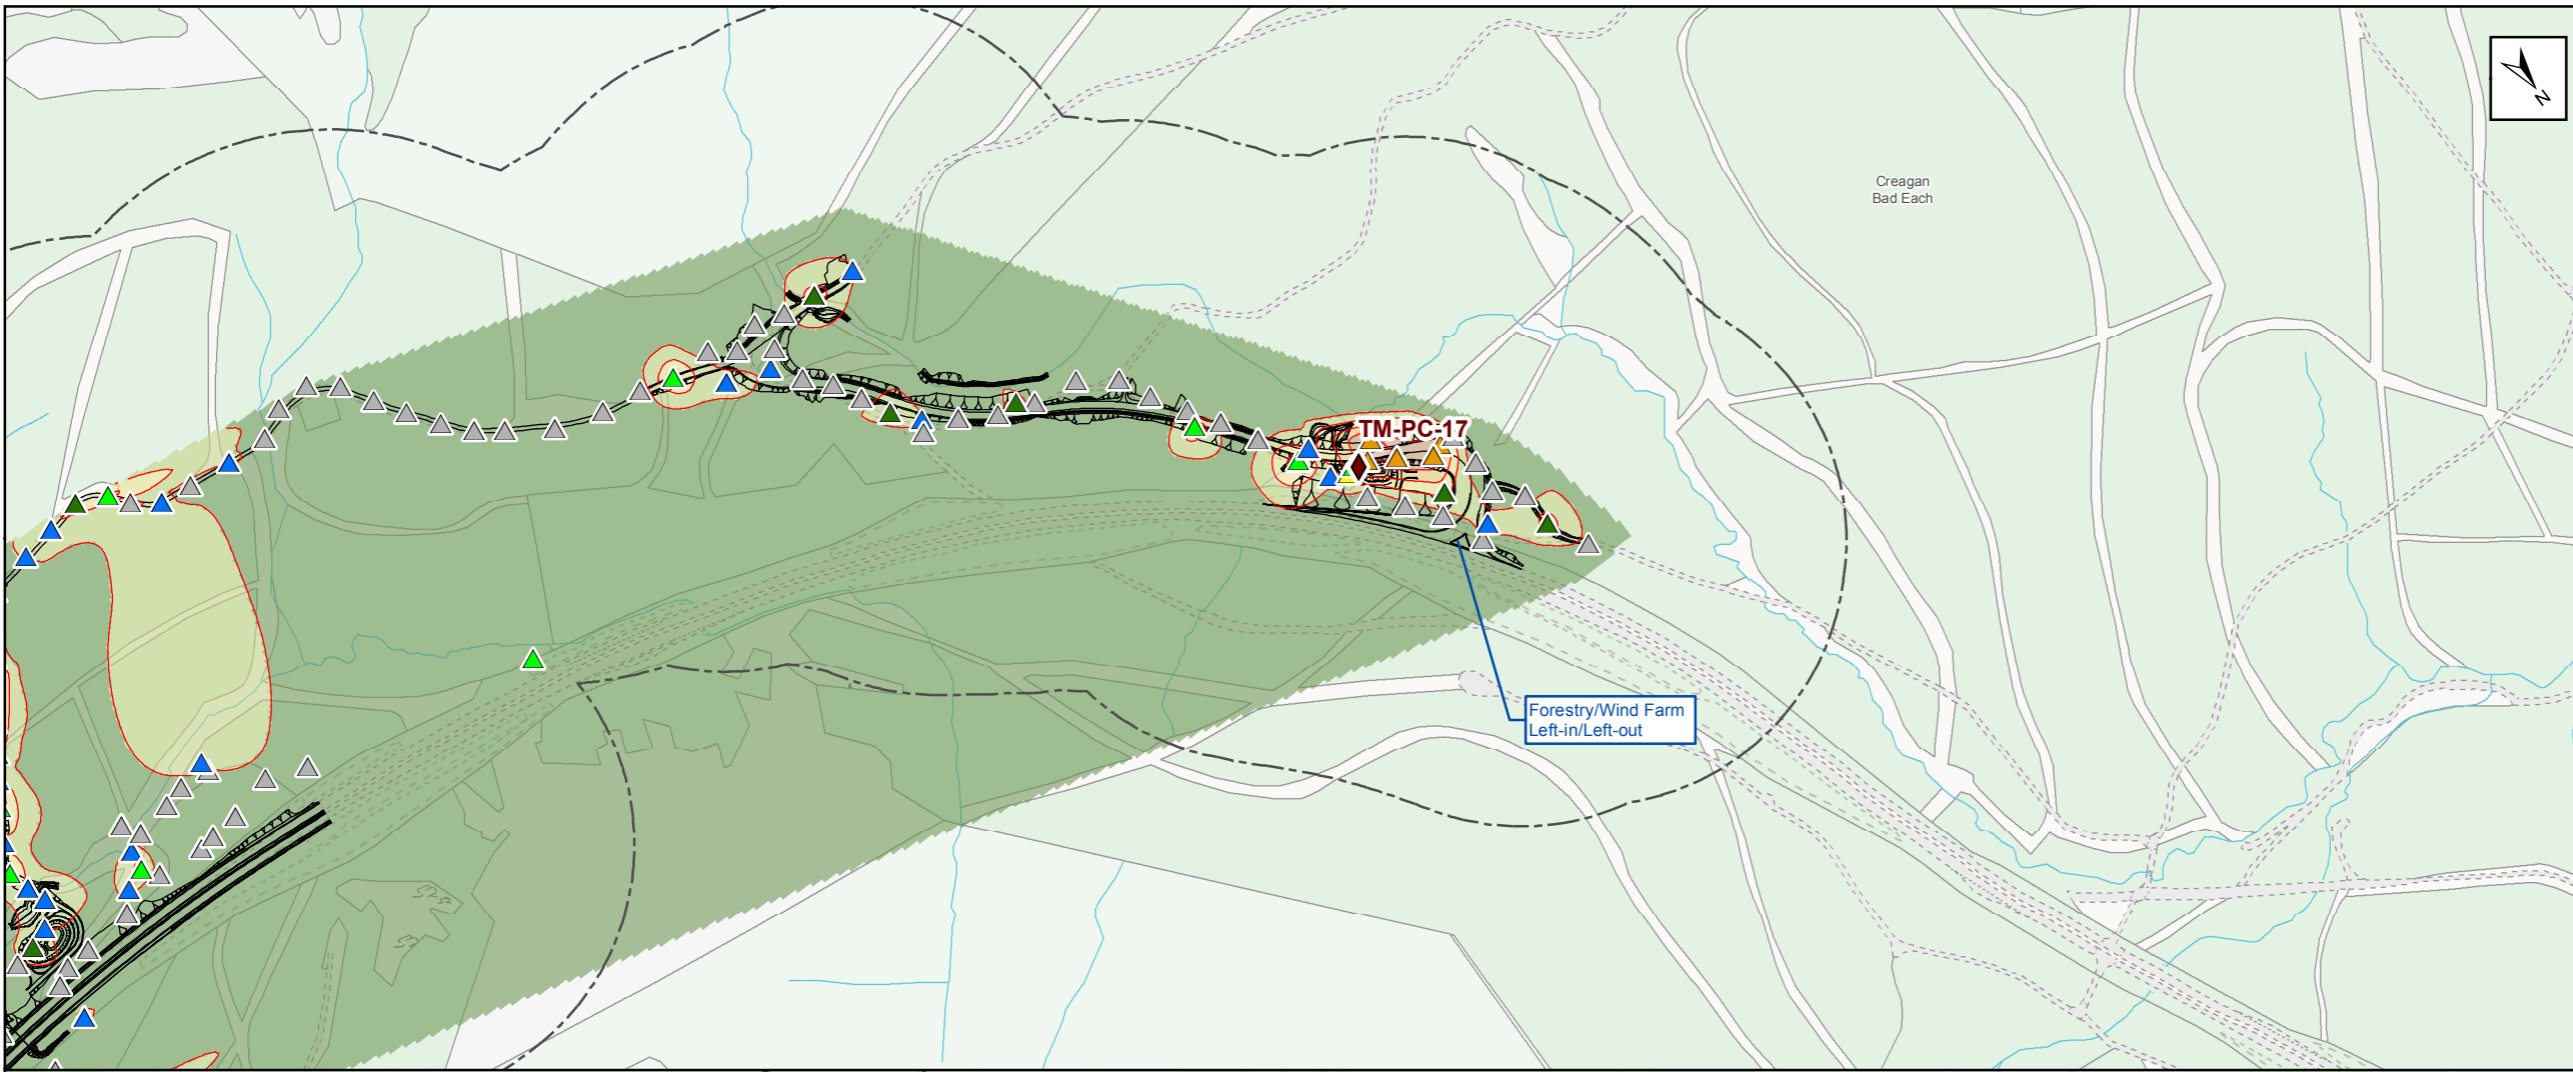 N
Creagan
Bad Each
TM-PC-17
Forestry/Wind Farm
Left-in/Left-out